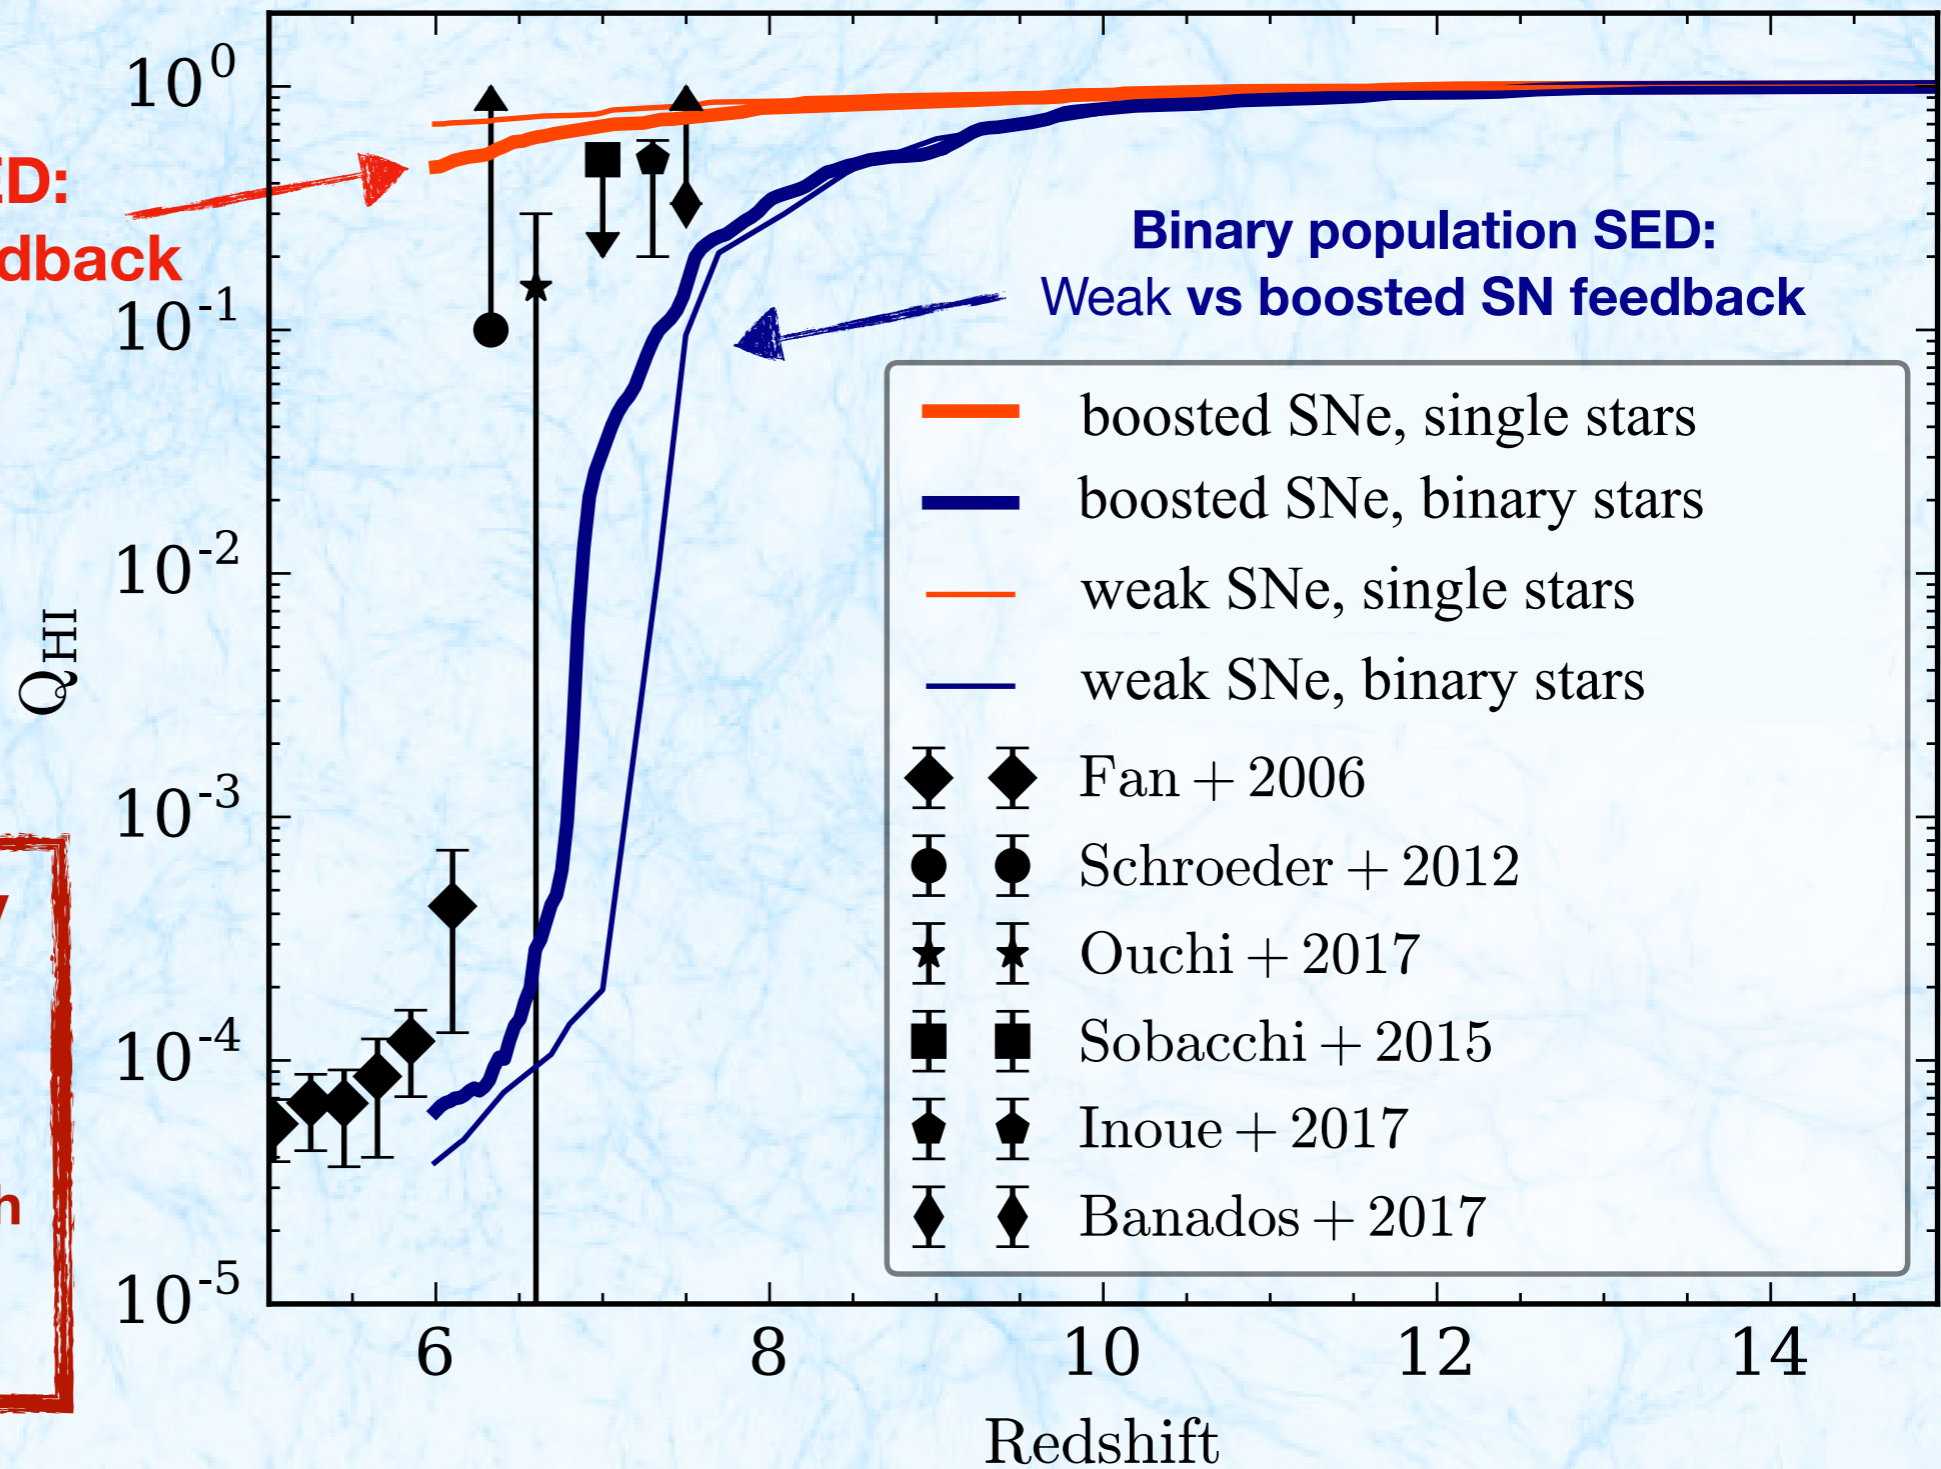 10^0
10^-1
10^-2
10^-3
10^-4
10^-5
Q_HI
ED:
dback
Binary population SED:
Weak vs boosted SN feedback
boosted SNe, single stars
boosted SNe, binary stars
weak SNe, single stars
weak SNe, binary stars
Fan + 2006
Schroeder + 2012
Ouchi + 2017
Sobacchi + 2015
Inoue + 2017
Banados + 2017
y
h
6 8 10 12 14
Redshift